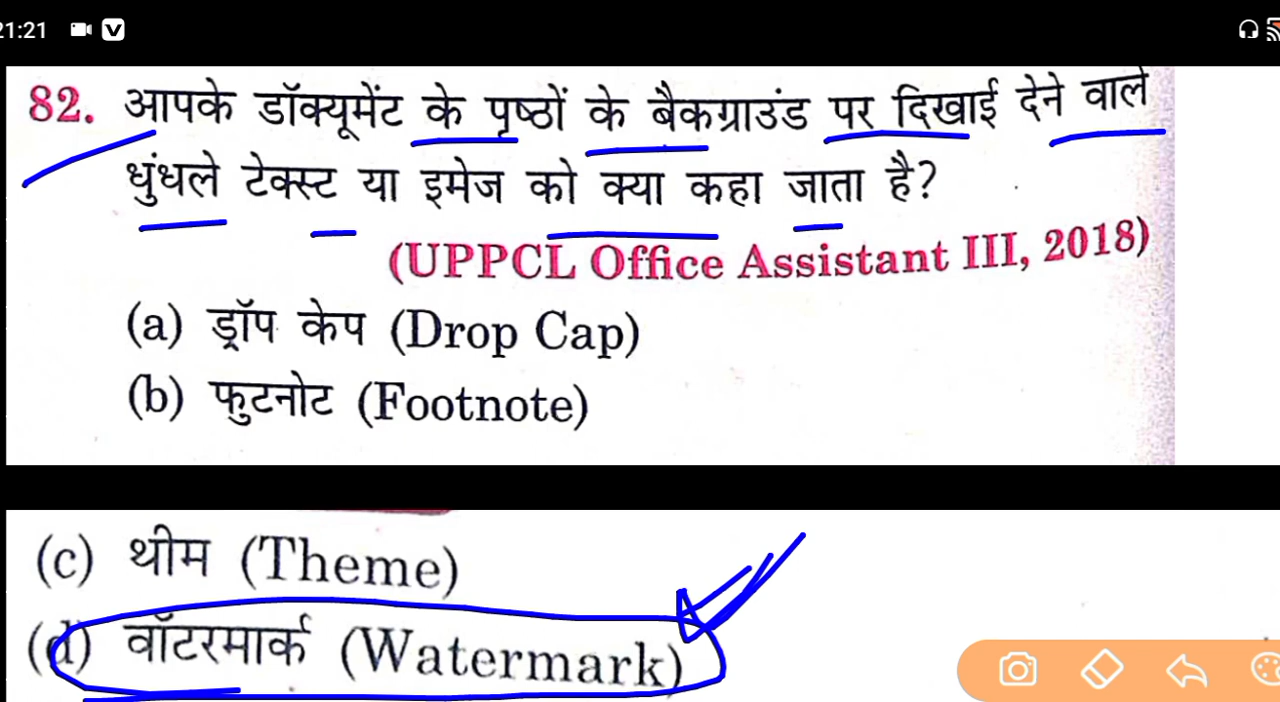 21:21
82. आपके डॉक्यूमेंट के पृष्ठों के बैकग्राउंड पर दिखाई देने वाले
धुंधले टेक्स्ट या इमेज को क्या कहा जाता है?
(UPPCL Office Assistant III, 2018)
(a) ड्रॉप केप (Drop Cap)
(b) फुटनोट (Footnote)
(c) थीम (Theme)
(d) वॉटरमार्क (Watermark)